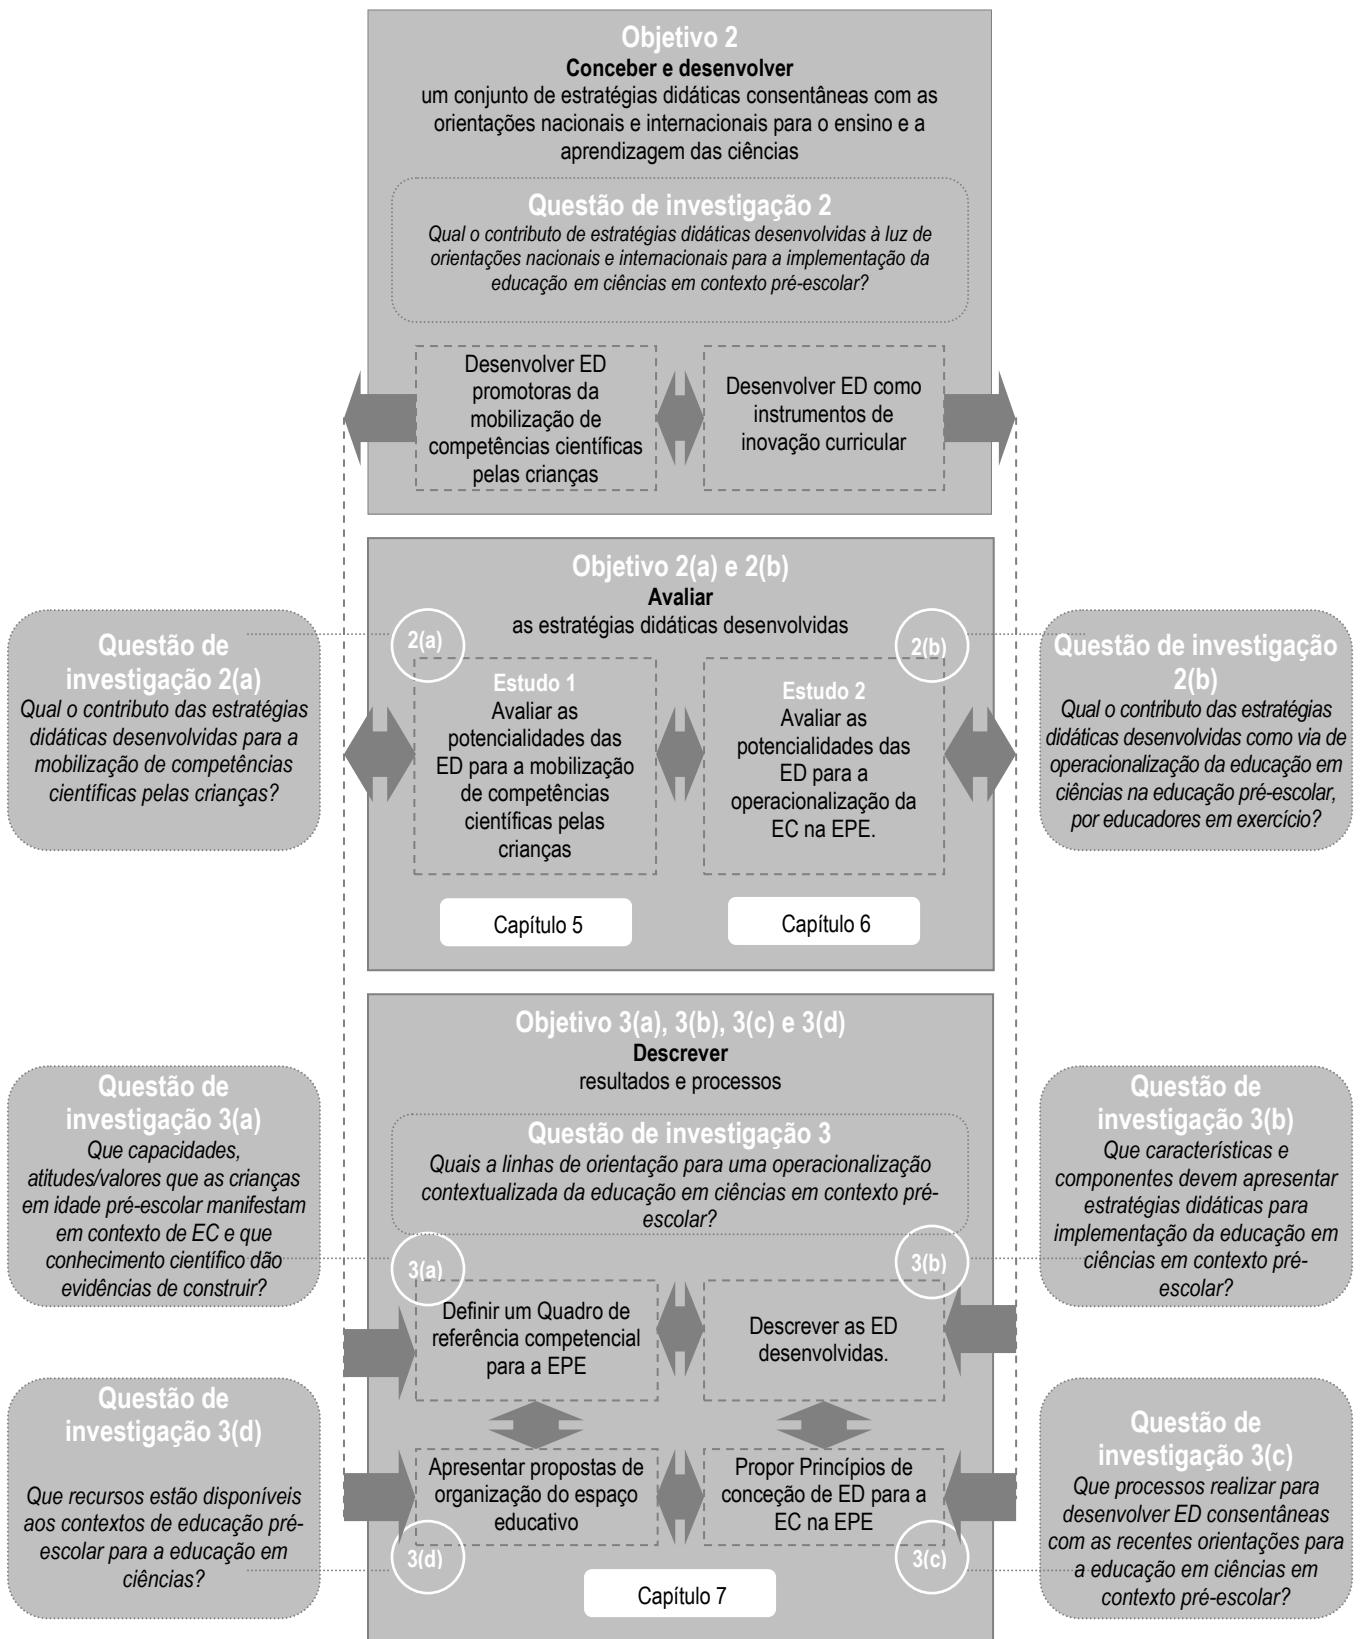 Objetivo 2
Conceber e desenvolver
um conjunto de estratégias didáticas consentâneas com as
orientações nacionais e internacionais para o ensino e a
aprendizagem das ciências
Questão de investigação 2
Qual o contributo de estratégias didáticas desenvolvidas à luz de
orientações nacionais e internacionais para a implementação da
educação em ciências em contexto pré-escolar?
Desenvolver ED
promotoras da
mobilização de
competências científicas
pelas crianças
Desenvolver ED como
instrumentos de
inovação curricular
Objetivo 2(a) e 2(b)
Avaliar
as estratégias didáticas desenvolvidas
Questão de
investigação 2(a)
Qual o contributo das estratégias
didáticas desenvolvidas para a
mobilização de competências
científicas pelas crianças?
2(a)
Estudo 1
Avaliar as
potencialidades das
ED para a mobilização
de competências
científicas pelas
crianças
2(b)
Estudo 2
Avaliar as
potencialidades das
ED para a
operacionalização da
EC na EPE.
Questão de investigação
2(b)
Qual o contributo das estratégias
didáticas desenvolvidas como via de
operacionalização da educação em
ciências na educação pré-escolar,
por educadores em exercício?
Capítulo 5
Capítulo 6
Objetivo 3(a), 3(b), 3(c) e 3(d)
Descrever
resultados e processos
Questão de investigação 3
Quais a linhas de orientação para uma operacionalização
contextualizada da educação em ciências em contexto pré-
escolar?
Questão de
investigação 3(a)
Que capacidades,
atitudes/valores que as crianças
em idade pré-escolar manifestam
em contexto de EC e que
conhecimento científico dão
evidências de construir?
3(a)
Definir um Quadro de
referência competencial
para a EPE
3(b)
Descrever as ED
desenvolvidas.
Questão de
investigação 3(b)
Que características e
componentes devem apresentar
estratégias didáticas para
implementação da educação em
ciências em contexto pré-
escolar?
Questão de
investigação 3(d)
Que recursos estão disponíveis
aos contextos de educação pré-
escolar para a educação em
ciências?
Apresentar propostas de
organização do espaço
educativo
3(d)
Propor Princípios de
conceção de ED para a
EC na EPE
3(c)
Questão de
investigação 3(c)
Que processos realizar para
desenvolver ED consentâneas
com as recentes orientações para
a educação em ciências em
contexto pré-escolar?
Capítulo 7